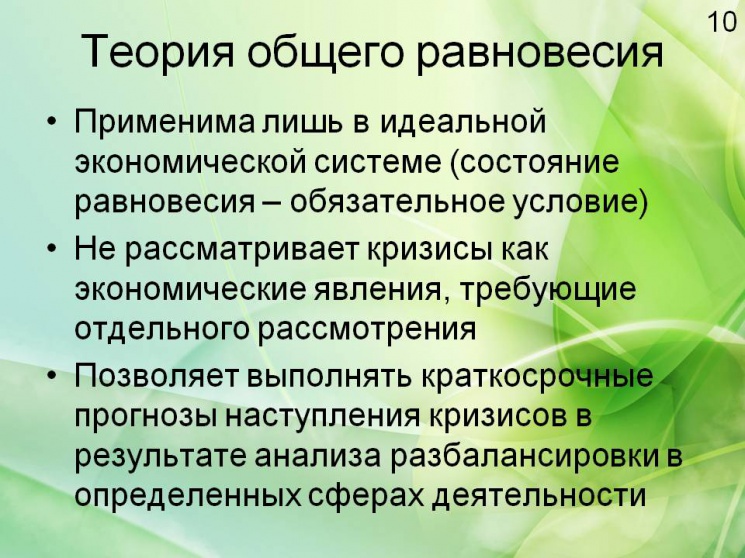 10
Теория общего равновесия
• Применима лишь в идеальной
экономической системе (состояние
равновесия – обязательное условие)
• Не рассматривает кризисы как
экономические явления, требующие
отдельного рассмотрения
• Позволяет выполнять краткосрочные
прогнозы наступления кризисов в
результате анализа разбалансировки в
определенных сферах деятельности